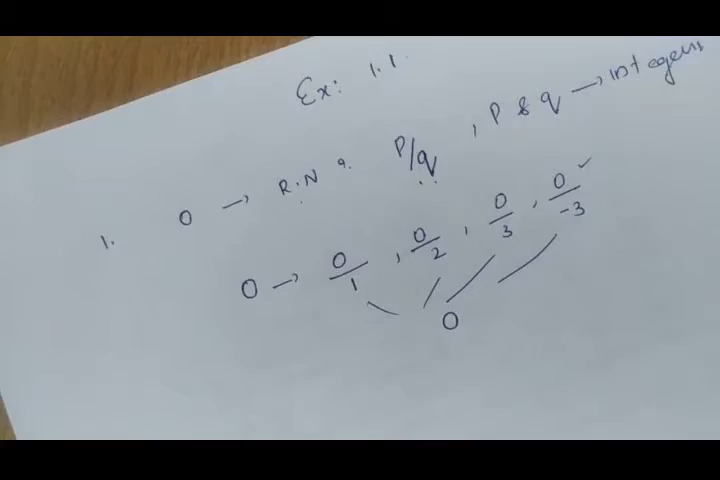 Ex: 1.1.
1. 0 → R.N ? P/q , P & q → integers
0 → 0/1 , 0/2 , 0/3 , 0/-3 ✓
0